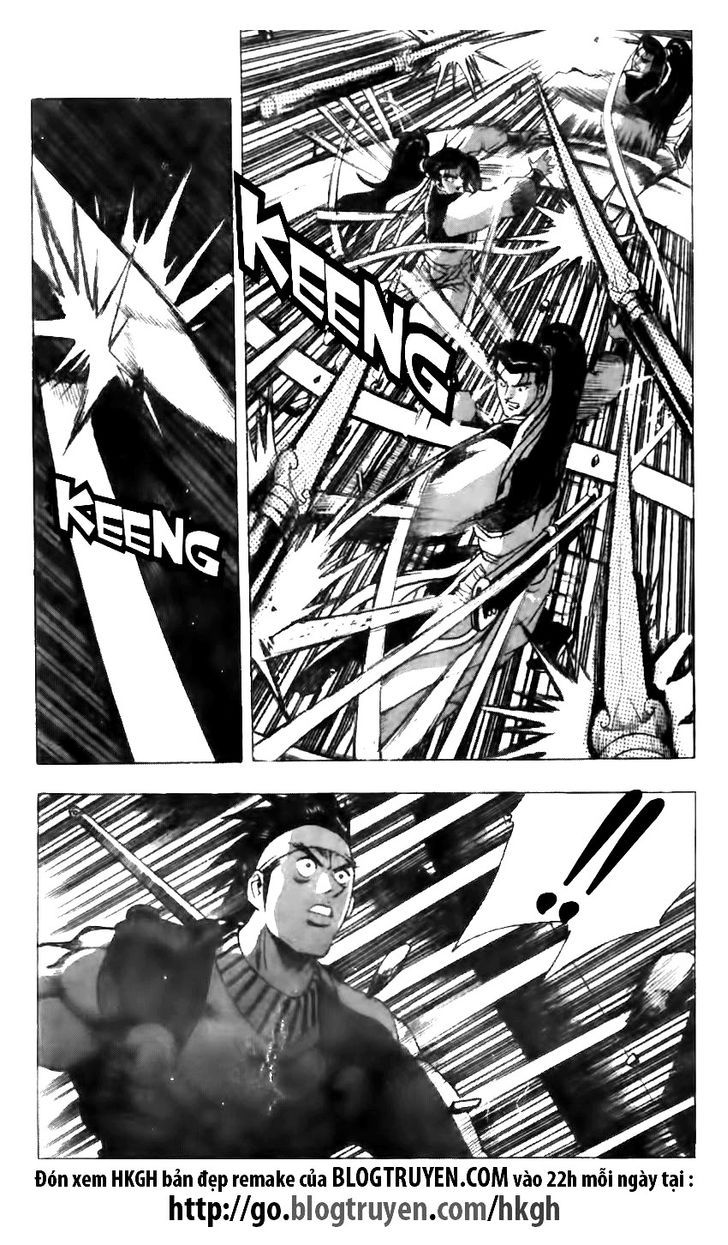 KEENG
KEENG
!!
Đón xem HKGH bản đẹp remake của BLOGTRUYEN.COM vào 22h mỗi ngày tại :
http://go.blogtruyen.com/hkgh